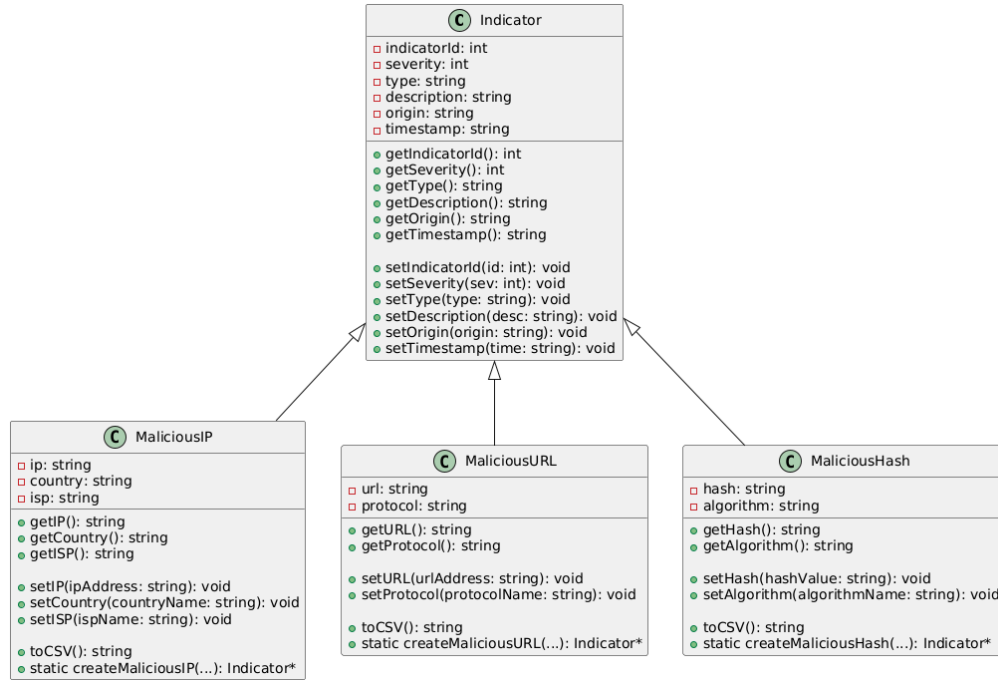 C Indicator
indicatorId: int
severity: int
type: string
description: string
origin: string
timestamp: string
getIndicatorId(): int
getSeverity(): int
getType(): string
getDescription(): string
getOrigin(): string
getTimestamp(): string
setIndicatorId(id: int): void
setSeverity(sev: int): void
setType(type: string): void
setDescription(desc: string): void
setOrigin(origin: string): void
setTimestamp(time: string): void
C MaliciousIP
ip: string
country: string
isp: string
getIP(): string
getCountry(): string
getISP(): string
setIP(ipAddress: string): void
setCountry(countryName: string): void
setISP(ispName: string): void
toCSV(): string
static createMaliciousIP(...): Indicator*
C MaliciousURL
url: string
protocol: string
getURL(): string
getProtocol(): string
setURL(urlAddress: string): void
setProtocol(protocolName: string): void
toCSV(): string
static createMaliciousURL(...): Indicator*
C MaliciousHash
hash: string
algorithm: string
getHash(): string
getAlgorithm(): string
setHash(hashValue: string): void
setAlgorithm(algorithmName: string): void
toCSV(): string
static createMaliciousHash(...): Indicator*